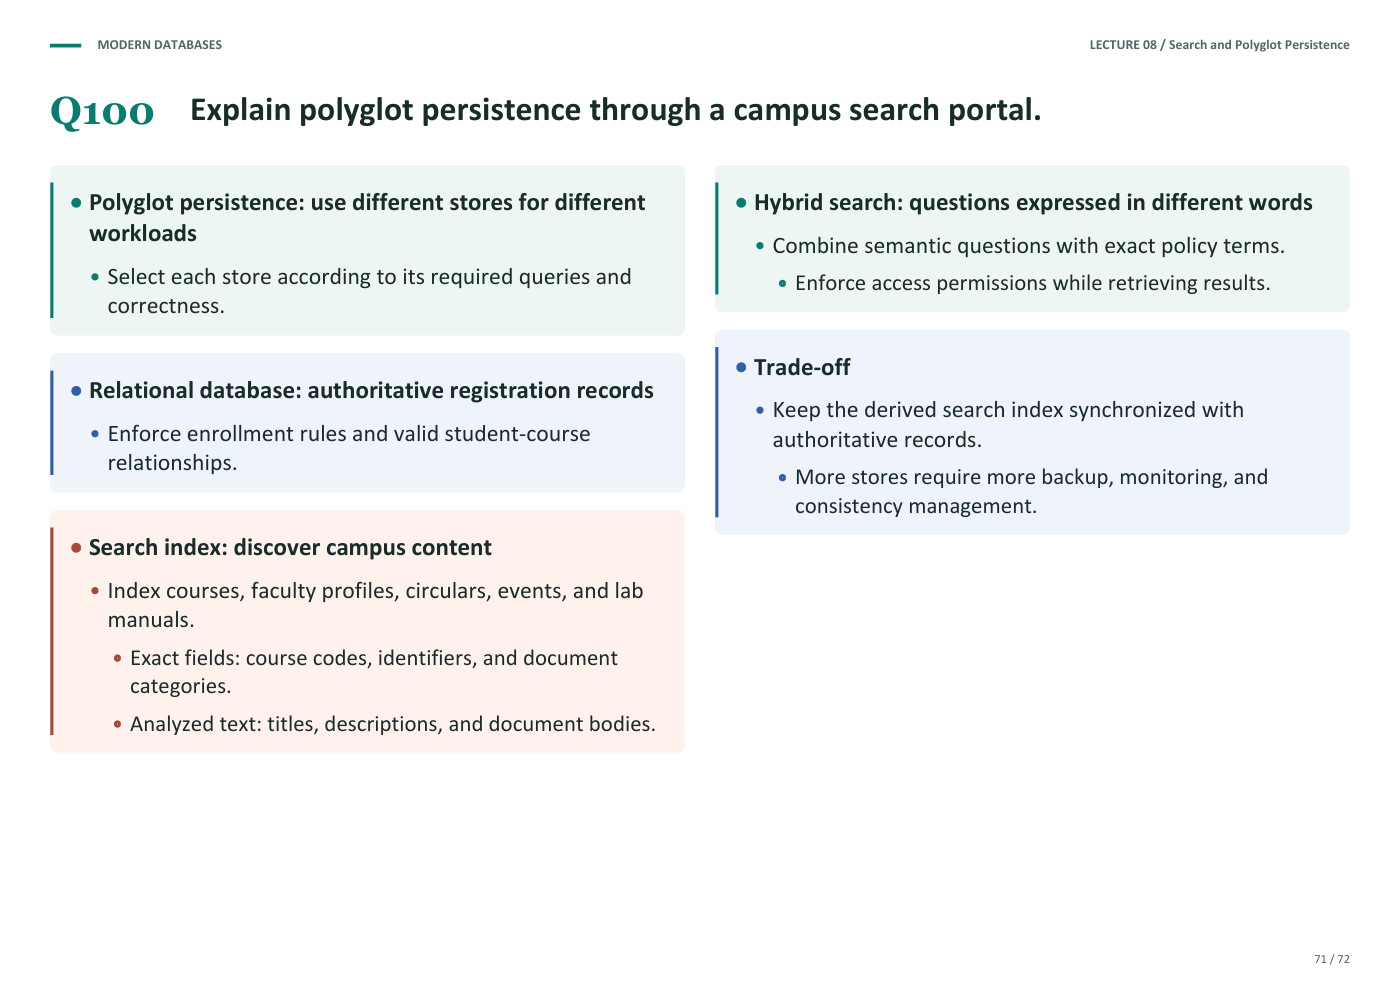 MODERN DATABASES
LECTURE 08 / Search and Polyglot Persistence
Q100 Explain polyglot persistence through a campus search portal.
• Polyglot persistence: use different stores for different
workloads
• Select each store according to its required queries and
correctness.
• Relational database: authoritative registration records
• Enforce enrollment rules and valid student-course
relationships.
• Search index: discover campus content
• Index courses, faculty profiles, circulars, events, and lab
manuals.
• Exact fields: course codes, identifiers, and document
categories.
• Analyzed text: titles, descriptions, and document bodies.
• Hybrid search: questions expressed in different words
• Combine semantic questions with exact policy terms.
• Enforce access permissions while retrieving results.
• Trade-off
• Keep the derived search index synchronized with
authoritative records.
• More stores require more backup, monitoring, and
consistency management.
71 / 72